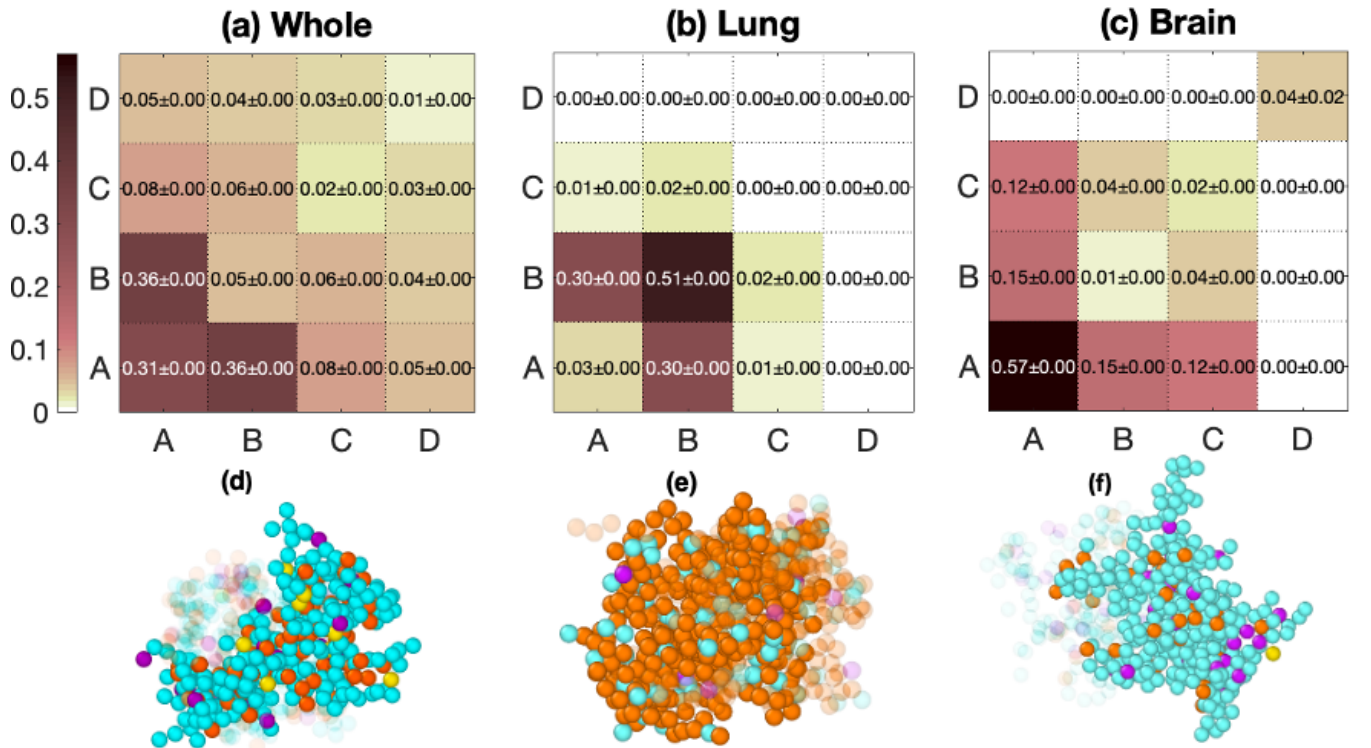 (a) Whole
(b) Lung
(c) Brain
0.5
0.4
0.3
0.2
0.1
0
D
0.05±0.00 0.04±0.00 0.03±0.00 0.01±0.00
C
0.08±0.00 0.06±0.00 0.02±0.00 0.03±0.00
B
0.36±0.00 0.05±0.00 0.06±0.00 0.04±0.00
A
0.31±0.00 0.36±0.00 0.08±0.00 0.05±0.00
A B C D
D
0.00±0.00 0.00±0.00 0.00±0.00 0.00±0.00
C
0.01±0.00 0.02±0.00 0.00±0.00 0.00±0.00
B
0.30±0.00 0.51±0.00 0.02±0.00 0.00±0.00
A
0.03±0.00 0.30±0.00 0.01±0.00 0.00±0.00
A B C D
D
0.00±0.00 0.00±0.00 0.00±0.00 0.04±0.02
C
0.12±0.00 0.04±0.00 0.02±0.00 0.00±0.00
B
0.15±0.00 0.01±0.00 0.04±0.00 0.00±0.00
A
0.57±0.00 0.15±0.00 0.12±0.00 0.00±0.00
A B C D
(d)
(e)
(f)